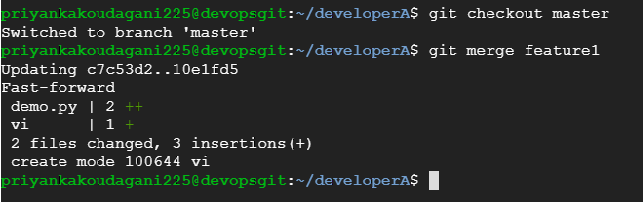 priyankakoudagani225@devopsgit:~/developerA$ git checkout master
Switched to branch 'master'
priyankakoudagani225@devopsgit:~/developerA$ git merge feature1
Updating c7c53d2..10e1fd5
Fast-forward
 demo.py | 2 ++
 vi      | 1 +
 2 files changed, 3 insertions(+)
 create mode 100644 vi
priyankakoudagani225@devopsgit:~/developerA$